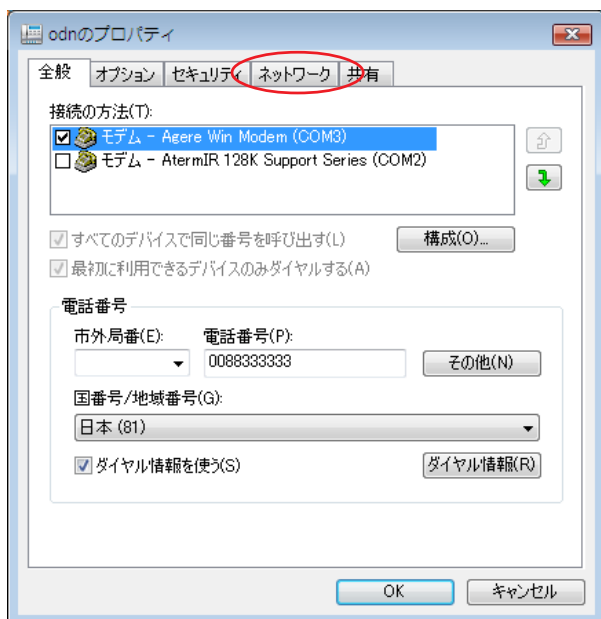 odnのプロパティ
全般 オプション セキュリティ ネットワーク 共有
接続の方法(T):
モデム - Agere Win Modem (COM3)
モデム - AtermIR 128K Support Series (COM2)
すべてのデバイスで同じ番号を呼び出す(L) 構成(O)...
最初に利用できるデバイスのみダイヤルする(A)
電話番号
市外局番(E): 電話番号(P):
0088333333 その他(N)
国番号/地域番号(G):
日本 (81)
ダイヤル情報を使う(S) ダイヤル情報(R)
OK キャンセル